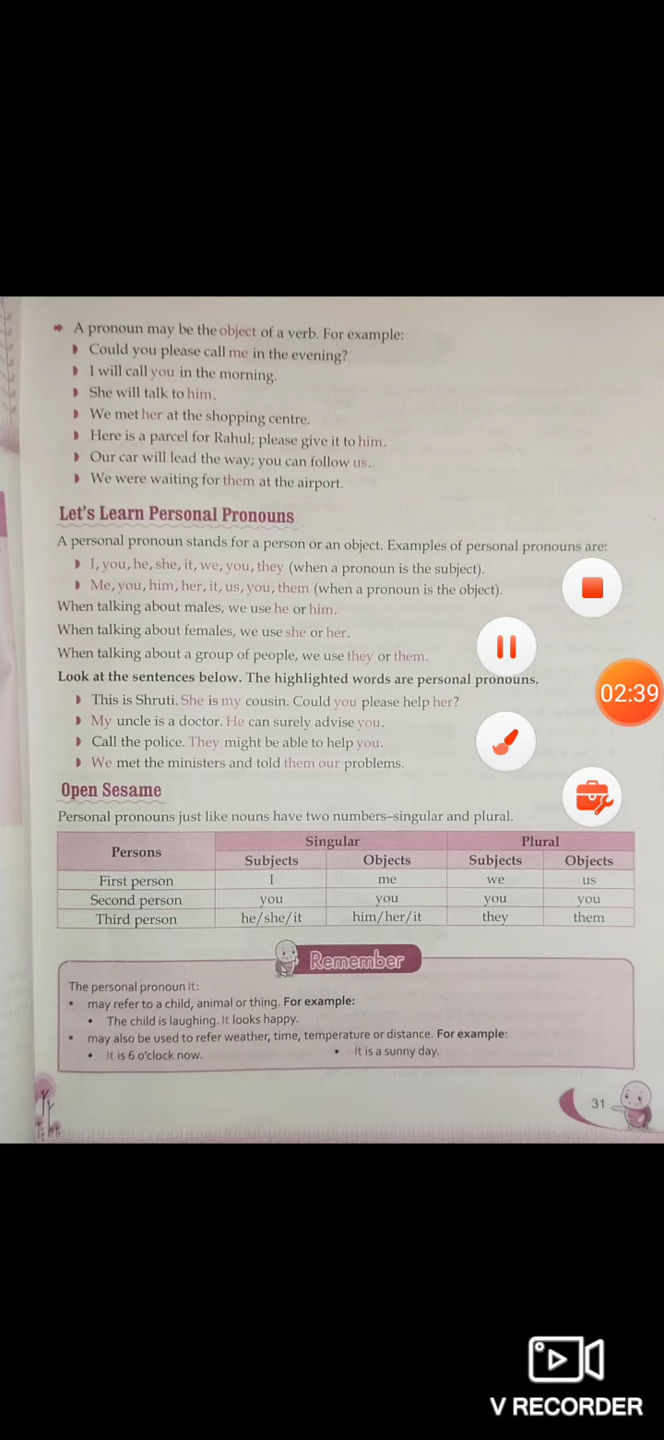 ➡ A pronoun may be the object of a verb. For example:
Could you please call me in the evening?
I will call you in the morning.
She will talk to him.
We met her at the shopping centre.
Here is a parcel for Rahul; please give it to him.
Our car will lead the way; you can follow us.
We were waiting for them at the airport.
Let's Learn Personal Pronouns
A personal pronoun stands for a person or an object. Examples of personal pronouns are:
I, you, he, she, it, we, you, they (when a pronoun is the subject).
Me, you, him, her, it, us, you, them (when a pronoun is the object).
When talking about males, we use he or him.
When talking about females, we use she or her.
When talking about a group of people, we use they or them.
Look at the sentences below. The highlighted words are personal pronouns.
This is Shruti. She is my cousin. Could you please help her?
02:39
My uncle is a doctor. He can surely advise you.
Call the police. They might be able to help you.
We met the ministers and told them our problems.
Open Sesame
Personal pronouns just like nouns have two numbers–singular and plural.
Persons Singular Plural
Subjects Objects Subjects Objects
First person I me we us
Second person you you you you
Third person he/she/it him/her/it they them
Remember
The personal pronoun It:
• may refer to a child, animal or thing. For example:
• The child is laughing. It looks happy.
• may also be used to refer weather, time, temperature or distance. For example:
• It is 6 o'clock now. • It is a sunny day.
31
V RECORDER